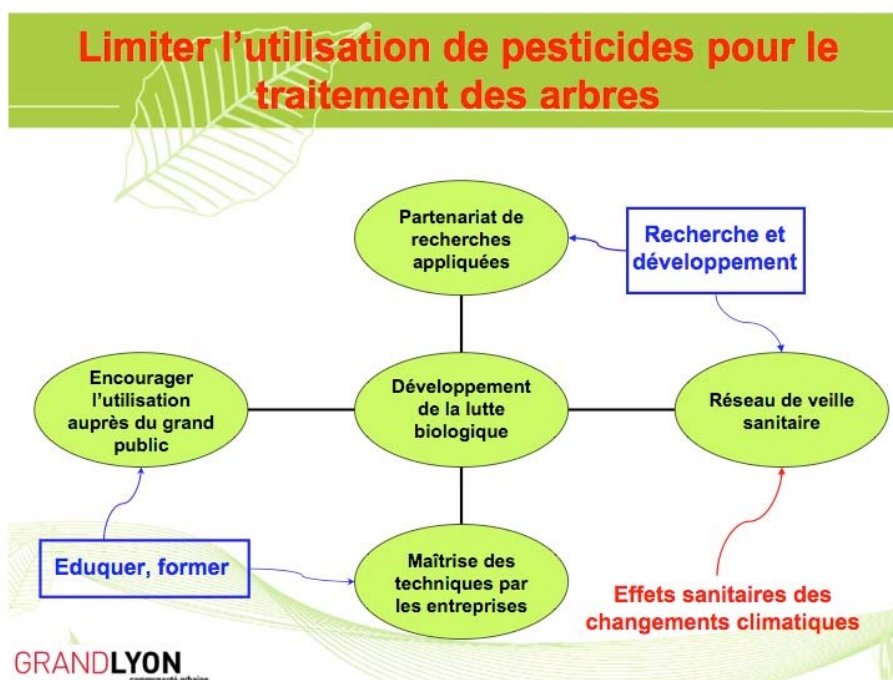 Limiter l'utilisation de pesticides pour le
traitement des arbres
Partenariat de
recherches
appliquées
Recherche et
développement
Encourager
l'utilisation
auprès du grand
public
Développement
de la lutte
biologique
Réseau de veille
sanitaire
Eduquer, former
Maîtrise des
techniques par
les entreprises
Effets sanitaires des
changements climatiques
GRANDLYON
communauté urbaine